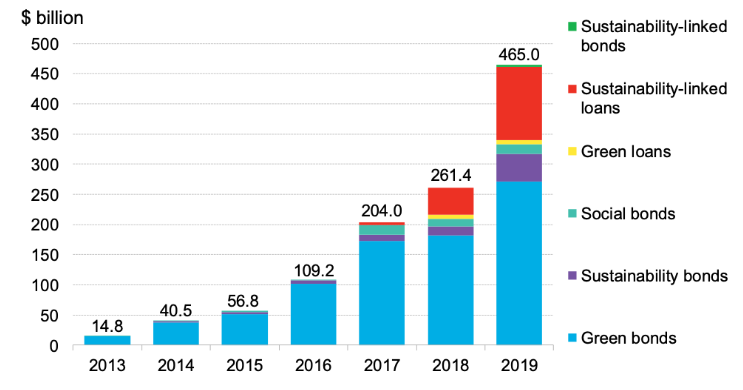 $ billion
500
450
400
350
300
250
200
150
100
50
0
14.8
40.5
56.8
109.2
204.0
261.4
465.0
2013
2014
2015
2016
2017
2018
2019
Sustainability-linked
bonds
Sustainability-linked
loans
Green loans
Social bonds
Sustainability bonds
Green bonds